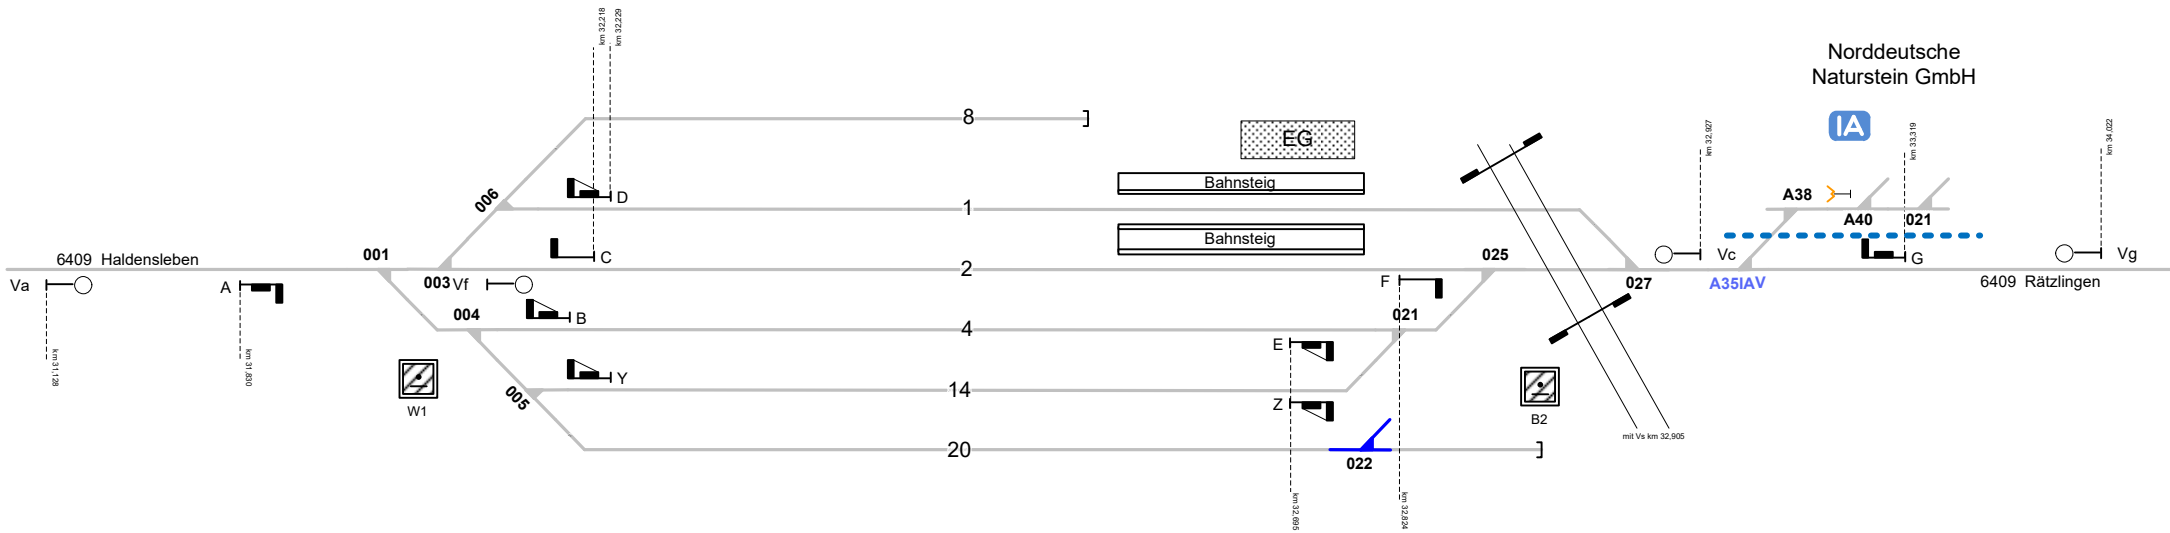 km 32,218
km 32,229
Norddeutsche
Naturstein GmbH
IA
8
EG
km 32,927
km 33,319
km 34,022
Bahnsteig
006
D
1
A38
A40
021
Bahnsteig
001
6409 Haldensleben
C
2
025
Vc
G
Vg
Va
A
003
Vf
F
027
A35IAV
6409 Rätzlingen
004
B
4
021
E
km 31,128
km 31,830
W1
005
Y
14
Z
B2
mit Vs km 32,905
20
022
km 32,695
km 32,824